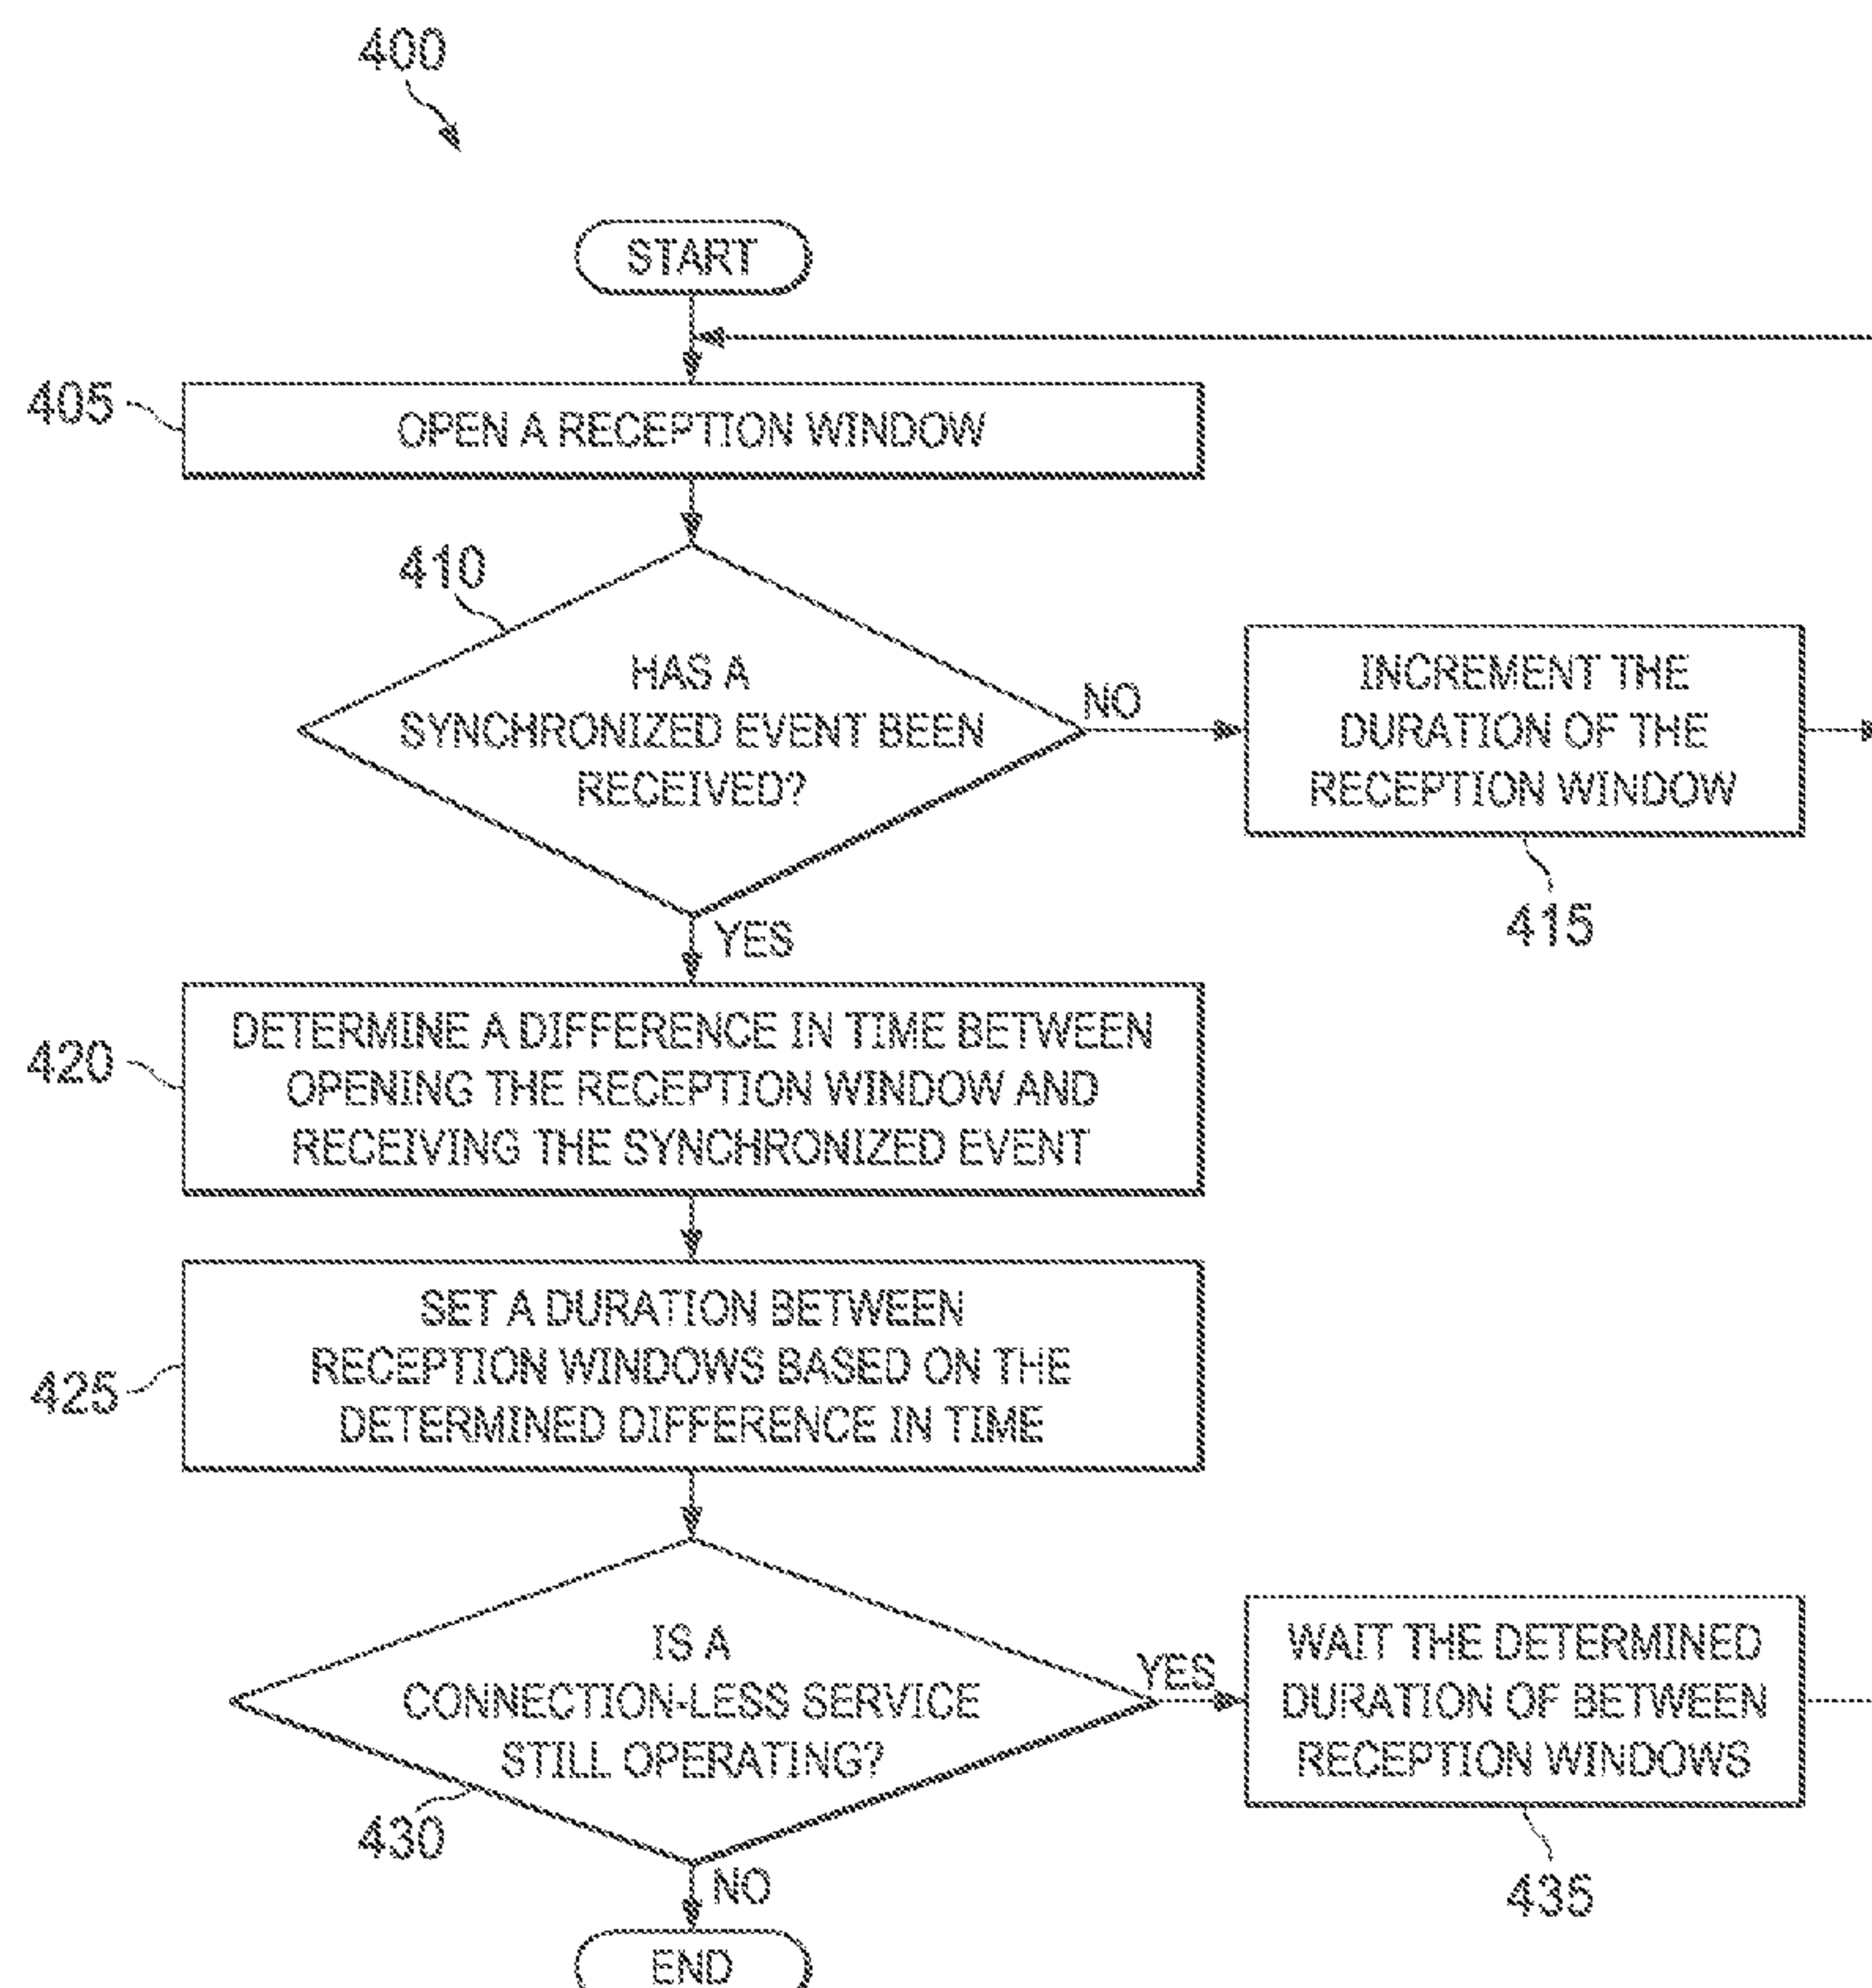 400
START
405
OPEN A RECEPTION WINDOW
410
HAS A
SYNCHRONIZED EVENT BEEN
RECEIVED?
NO
INCREMENT THE
DURATION OF THE
RECEPTION WINDOW
415
YES
420
DETERMINE A DIFFERENCE IN TIME BETWEEN
OPENING THE RECEPTION WINDOW AND
RECEIVING THE SYNCHRONIZED EVENT
425
SET A DURATION BETWEEN
RECEPTION WINDOWS BASED ON THE
DETERMINED DIFFERENCE IN TIME
IS A
CONNECTION-LESS SERVICE
STILL OPERATING?
430
YES
WAIT THE DETERMINED
DURATION OF BETWEEN
RECEPTION WINDOWS
435
NO
END